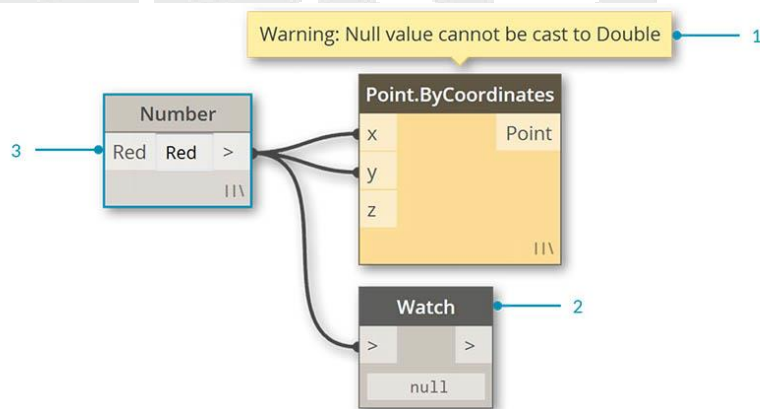 Warning: Null value cannot be cast to Double
1
Number
Red Red >
Point.ByCoordinates
x Point
y
z
3
Watch
2
> >
null